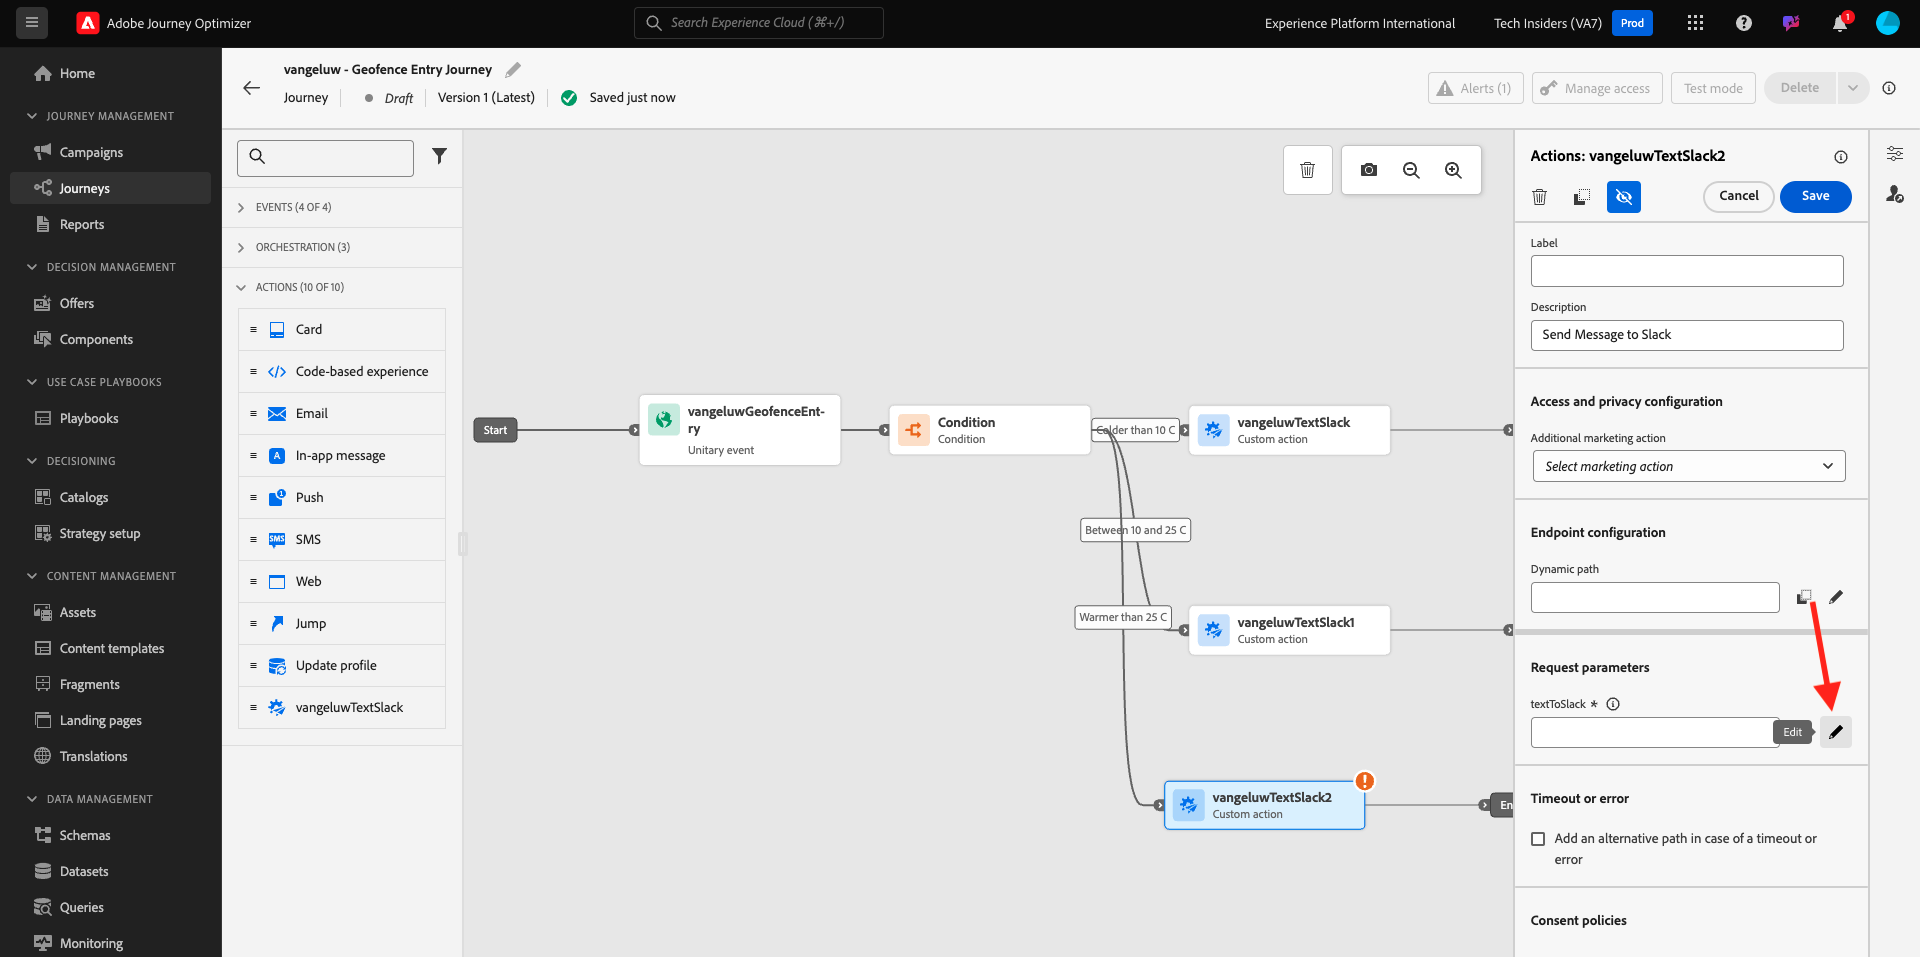 Adobe Journey Optimizer
Search Experience Cloud (⌘+/)
Experience Platform International
Tech Insiders (VA7)
Prod
1
Home
JOURNEY MANAGEMENT
Campaigns
Journeys
Reports
DECISION MANAGEMENT
Offers
Components
USE CASE PLAYBOOKS
Playbooks
DECISIONING
Catalogs
Strategy setup
CONTENT MANAGEMENT
Assets
Content templates
Fragments
Landing pages
Translations
DATA MANAGEMENT
Schemas
Datasets
Queries
Monitoring
vangeluw - Geofence Entry Journey
Journey
Draft
Version 1 (Latest)
Saved just now
Alerts (1)
Manage access
Test mode
Delete
EVENTS (4 OF 4)
ORCHESTRATION (3)
ACTIONS (10 OF 10)
Card
Code-based experience
Email
In-app message
Push
SMS
Web
Jump
Update profile
vangeluwTextSlack
Start
vangeluwGeofenceEnt-
ry
Unitary event
Condition
Condition
Colder than 10 C
vangeluwTextSlack
Custom action
Between 10 and 25 C
Warmer than 25 C
vangeluwTextSlack1
Custom action
vangeluwTextSlack2
Custom action
En
Actions: vangeluwTextSlack2
Cancel
Save
Label
Description
Send Message to Slack
Access and privacy configuration
Additional marketing action
Select marketing action
Endpoint configuration
Dynamic path
Request parameters
textToSlack *
Edit
Timeout or error
Add an alternative path in case of a timeout or
error
Consent policies